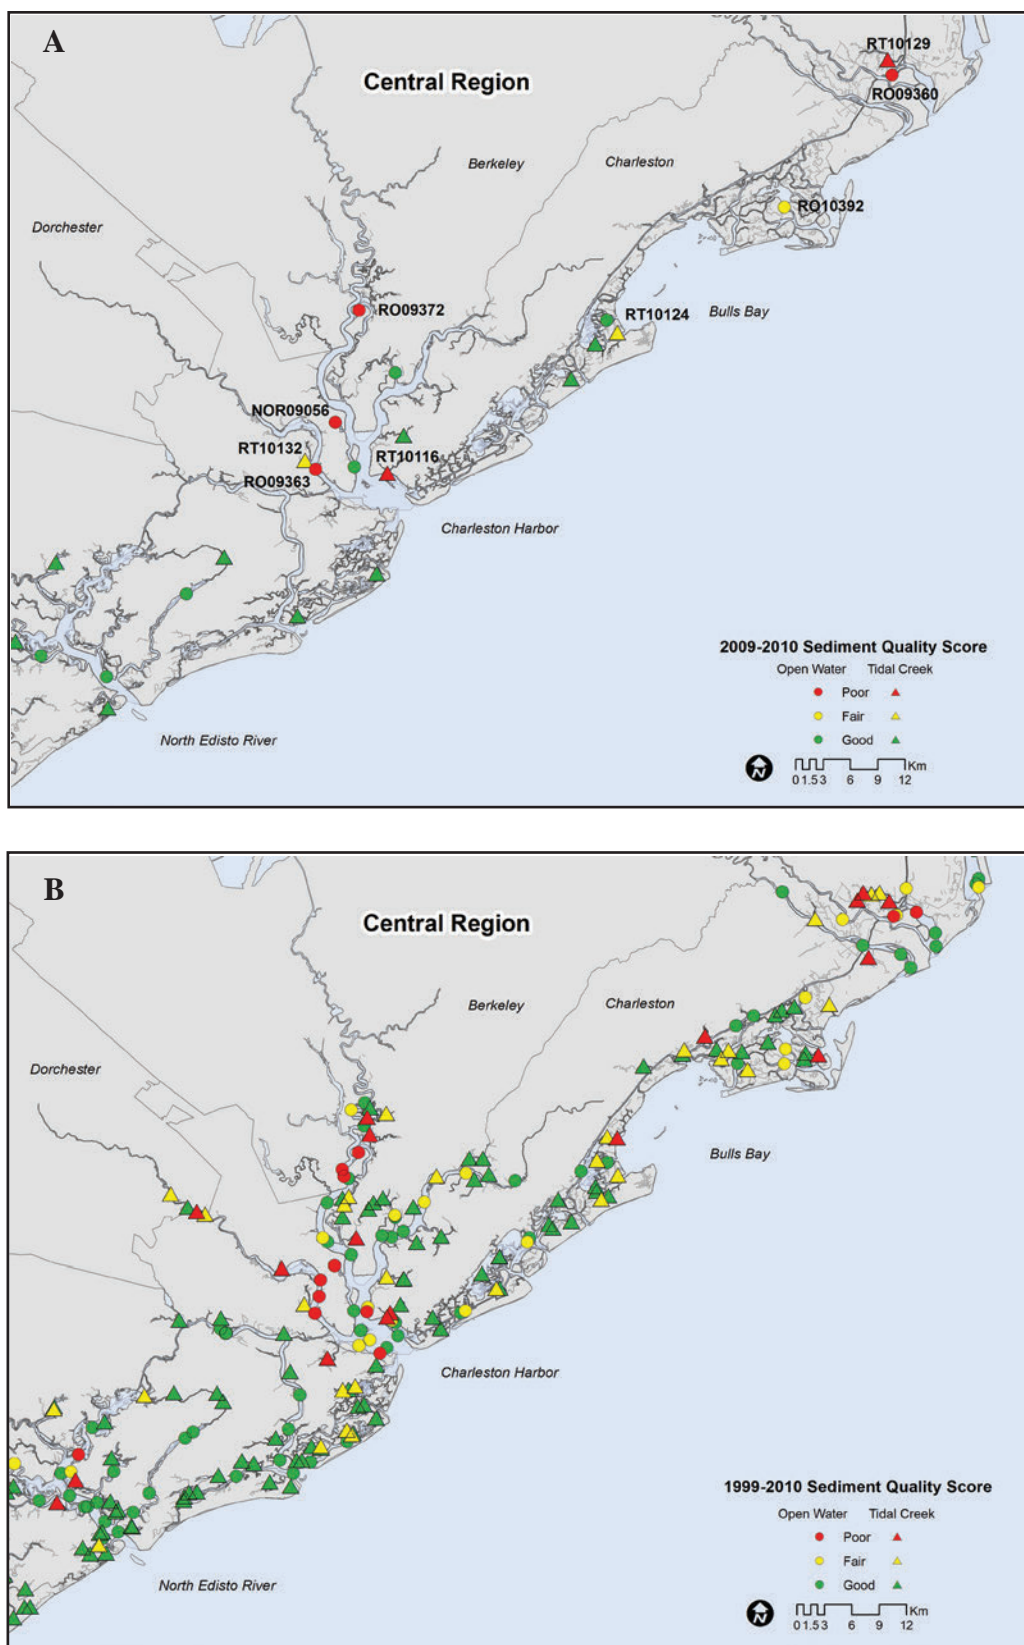 A
Central Region
RT10129
RO09360
Berkeley
Charleston
RO10392
Dorchester
RO09372
RT10124
Bulls Bay
NOR09056
RT10132
RT10116
RO09363
Charleston Harbor
2009-2010 Sediment Quality Score
Open Water Tidal Creek
Poor
Fair
Good
North Edisto River
N
Km
0 1.5 3 6 9 12
B
Central Region
Berkeley
Charleston
Dorchester
Bulls Bay
Charleston Harbor
1999-2010 Sediment Quality Score
Open Water Tidal Creek
Poor
Fair
Good
North Edisto River
N
Km
0 1.5 3 6 9 12